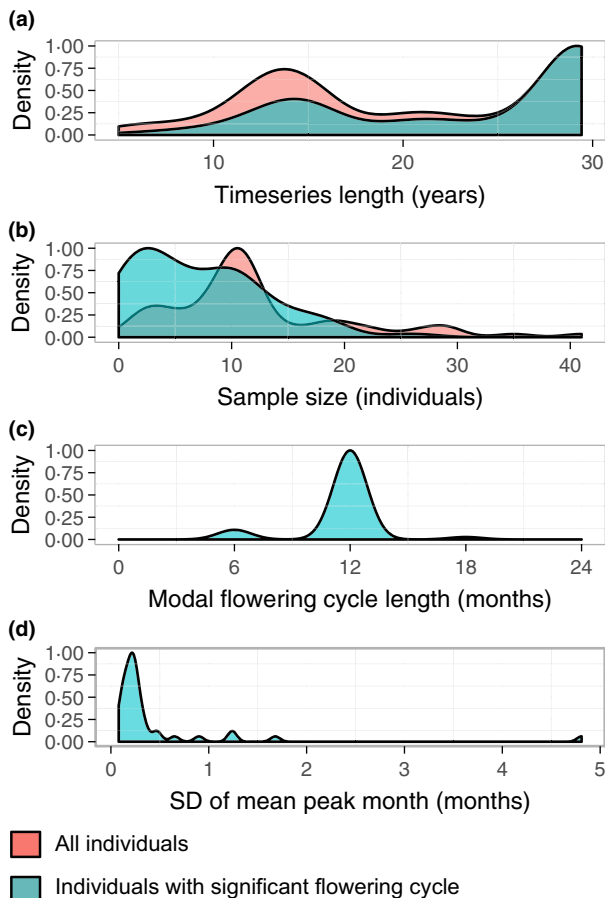 (a)
1·00
0·75
0·50
0·25
0·00
Density
10 20 30
Timeseries length (years)
(b)
1·00
0·75
0·50
0·25
0·00
Density
0 10 20 30 40
Sample size (individuals)
(c)
1·00
0·75
0·50
0·25
0·00
Density
0 6 12 18 24
Modal flowering cycle length (months)
(d)
1·00
0·75
0·50
0·25
0·00
Density
0 1 2 3 4 5
SD of mean peak month (months)
All individuals
Individuals with significant flowering cycle